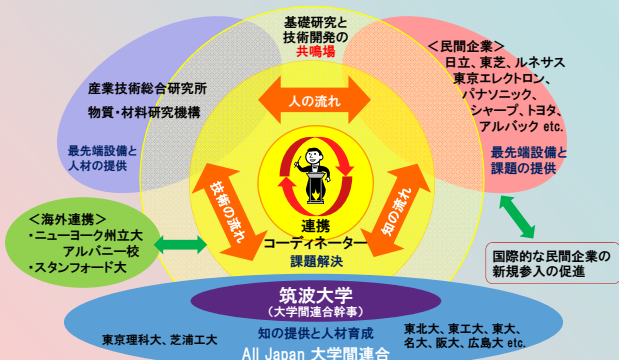 基礎研究と
技術開発の
共鳴場
産業技術総合研究所
物質・材料研究機構
最先端設備と
人材の提供
＜民間企業＞
日立、東芝、ルネサス
東京エレクトロン、
パナソニック、
シャープ、トヨタ、
アルバック etc.
最先端設備と
課題の提供
人の流れ
技術の流れ
知の流れ
連携
コーディネーター
課題解決
＜海外連携＞
・ニューヨーク州立大
アルバニー校
・スタンフォード大
国際的な民間企業の
新規参入の促進
筑波大学
（大学間連合幹事）
東京理科大、芝浦工大
知の提供と人材育成
東北大、東工大、東大、
名大、阪大、広島大 etc.
All Japan 大学間連合